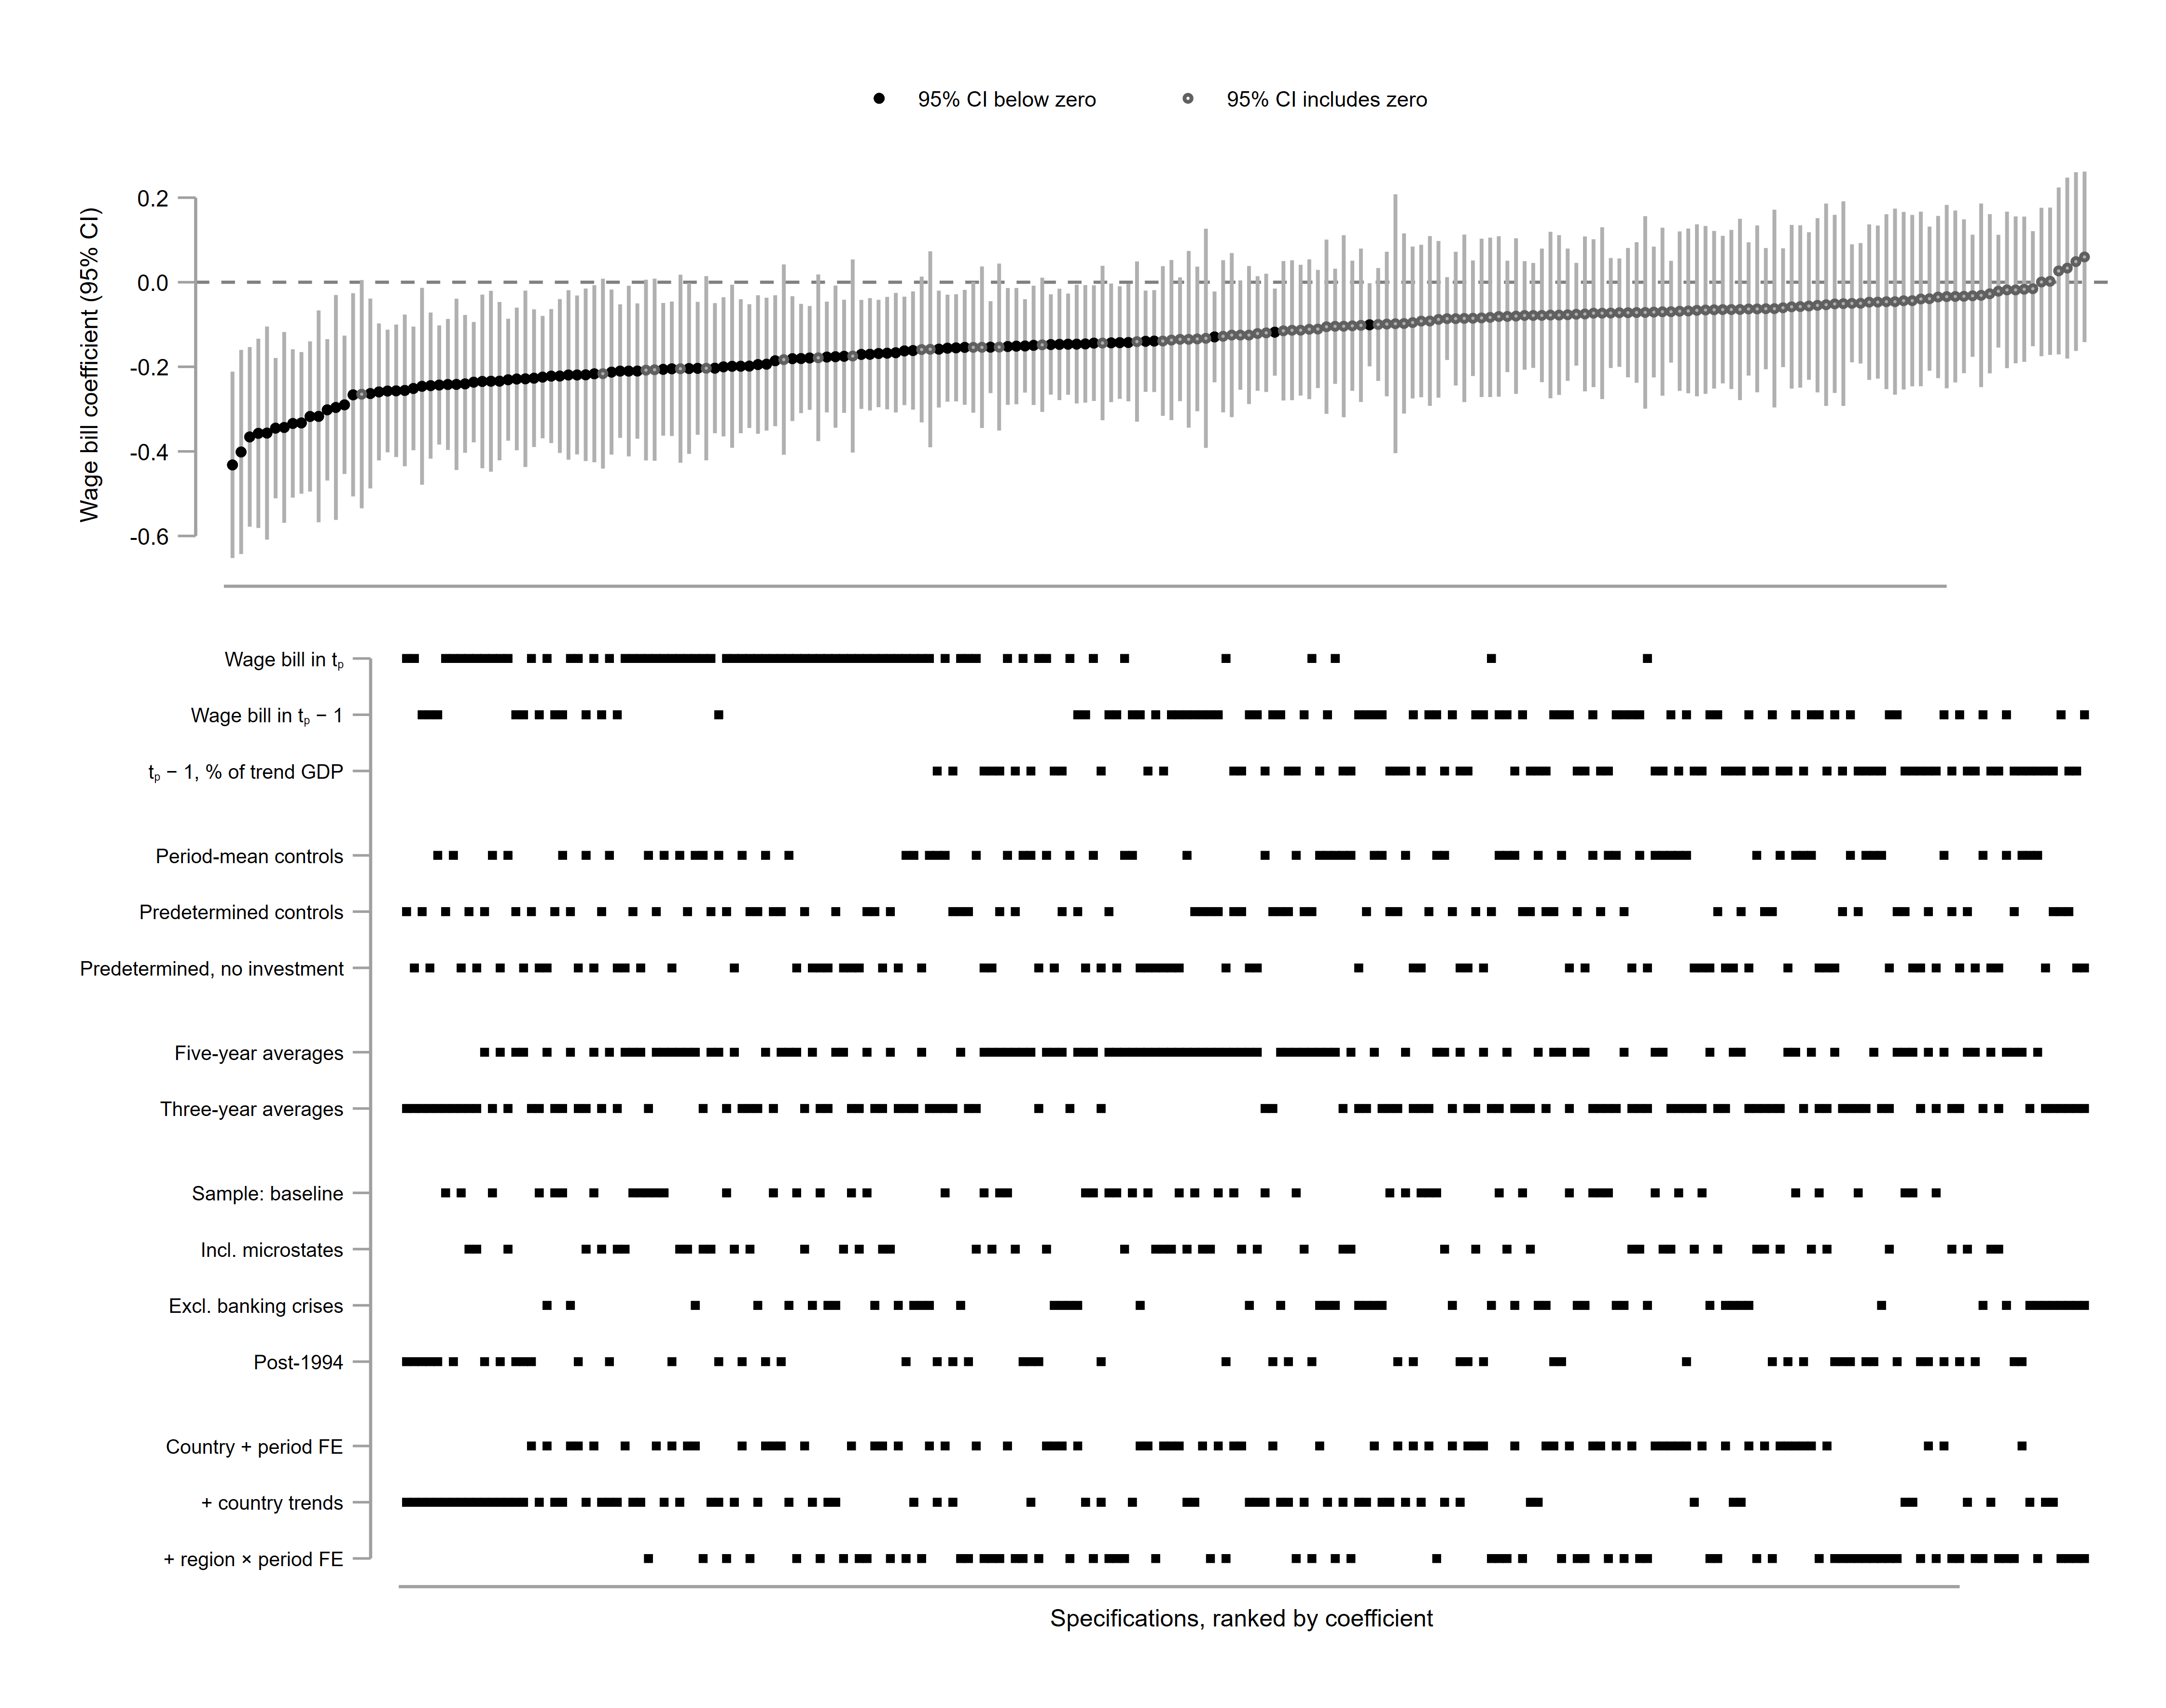 95% CI below zero
95% CI includes zero
Wage bill coefficient (95% CI)
0.2
0.0
-0.2
-0.4
-0.6
Wage bill in tₚ
Wage bill in tₚ − 1
tₚ − 1, % of trend GDP
Period-mean controls
Predetermined controls
Predetermined, no investment
Five-year averages
Three-year averages
Sample: baseline
Incl. microstates
Excl. banking crises
Post-1994
Country + period FE
+ country trends
+ region × period FE
Specifications, ranked by coefficient